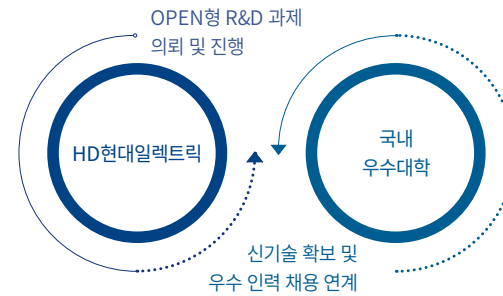 OPEN형 R&D 과제
의뢰 및 진행
HD현대일렉트릭
국내
우수대학
신기술 확보 및
우수 인력 채용 연계